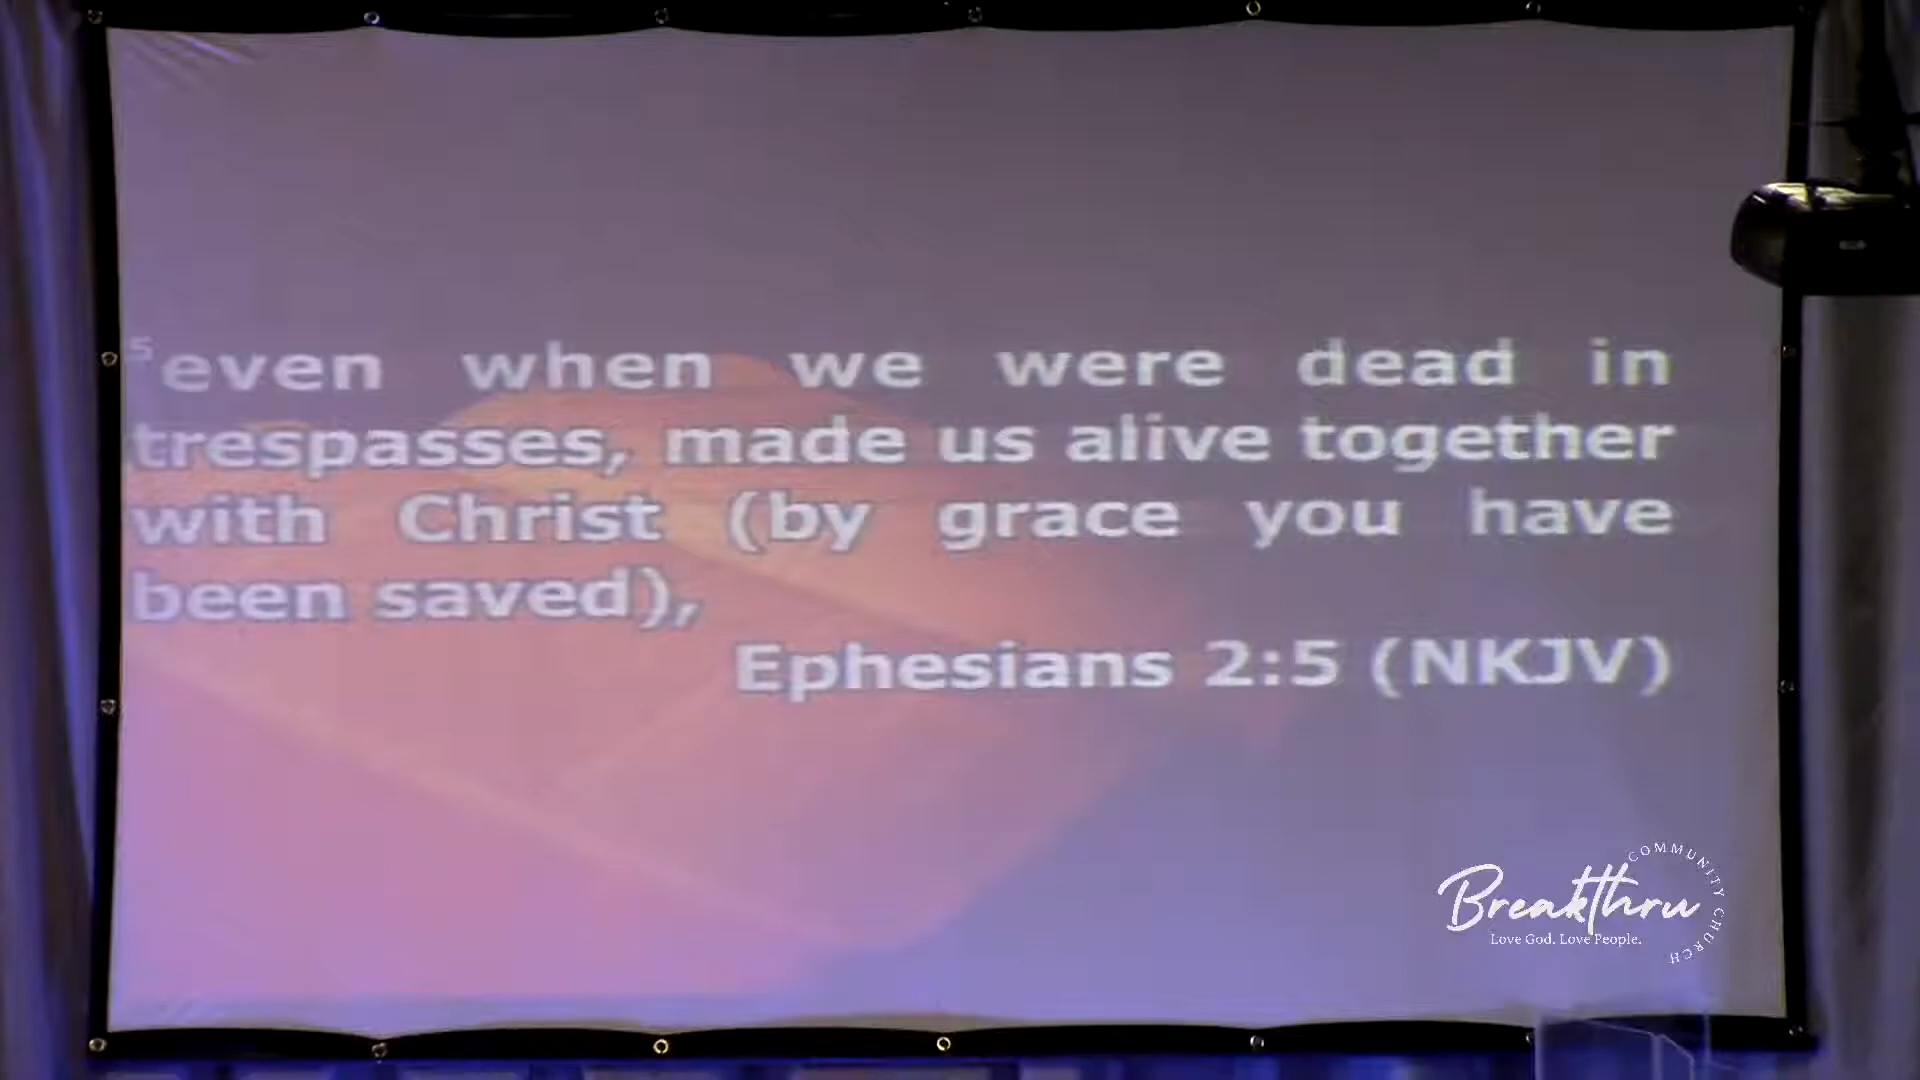 5even when we were dead in
trespasses, made us alive together
with Christ (by grace you have
been saved),
Ephesians 2:5 (NKJV)
Breakthru
COMMUNITY CHURCH
Love God. Love People.